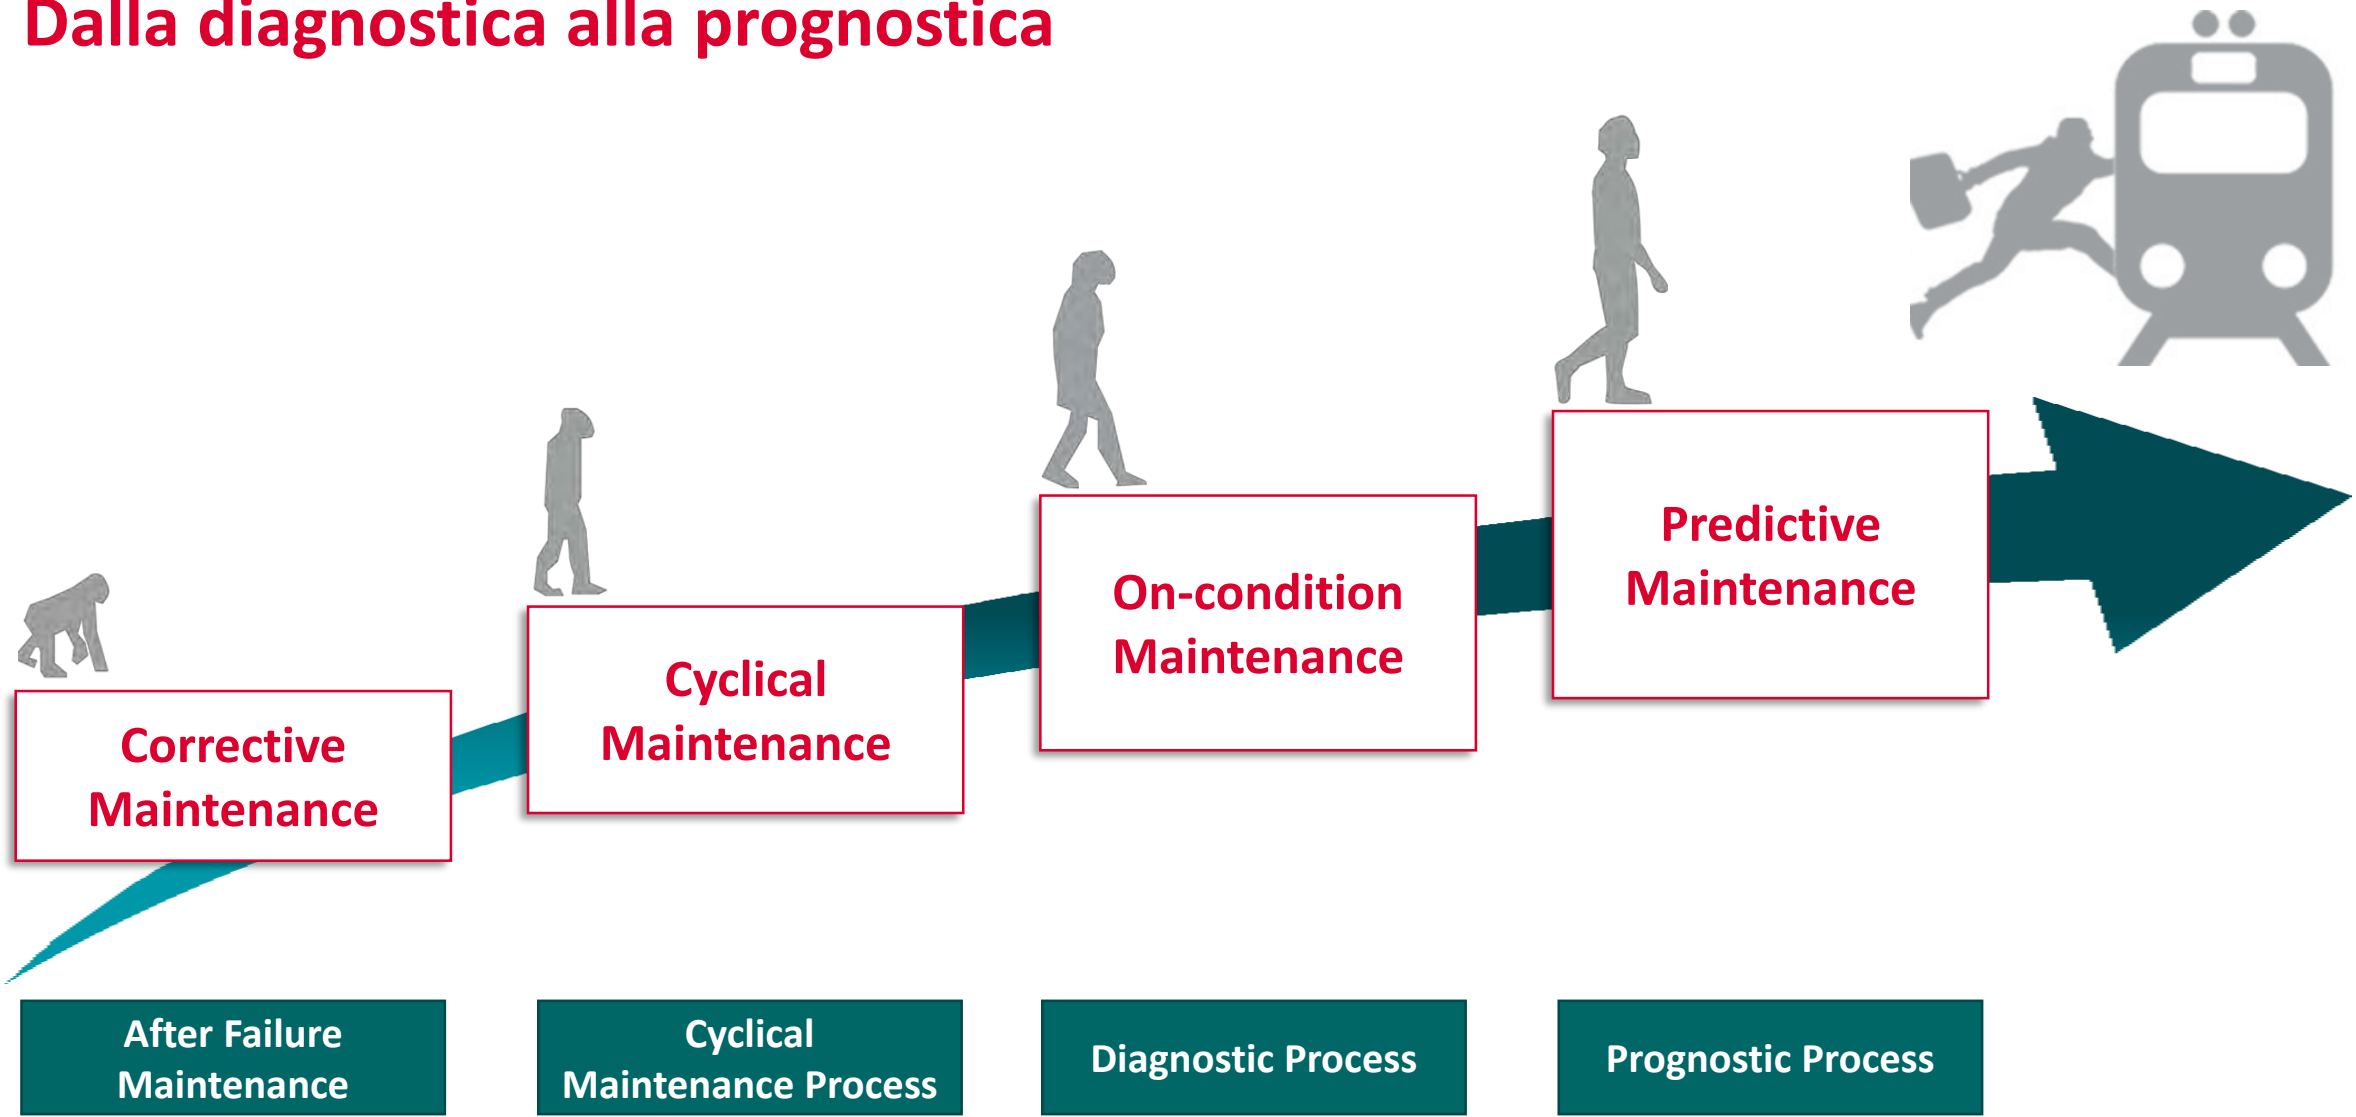 Dalla diagnostica alla prognostica
Corrective
Maintenance
Cyclical
Maintenance
On-condition
Maintenance
Predictive
Maintenance
After Failure
Maintenance
Cyclical
Maintenance Process
Diagnostic Process
Prognostic Process